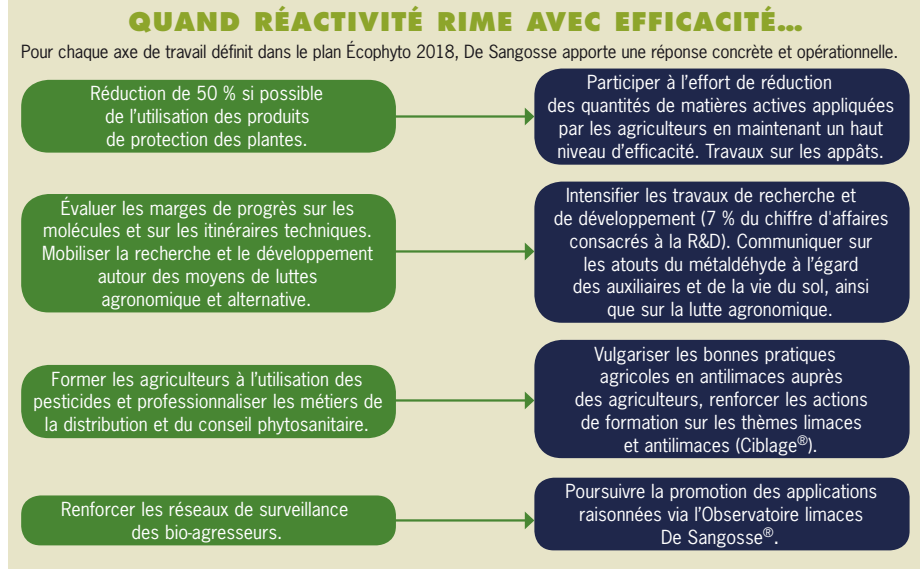 QUAND RÉACTIVITÉ RIME AVEC EFFICACITÉ...
Pour chaque axe de travail définit dans le plan Écophyto 2018, De Sangosse apporte une réponse concrète et opérationnelle.
Réduction de 50 % si possible
de l'utilisation des produits
de protection des plantes.
Participer à l'effort de réduction
des quantités de matières actives appliquées
par les agriculteurs en maintenant un haut
niveau d'efficacité. Travaux sur les appâts.
Évaluer les marges de progrès sur les
molécules et sur les itinéraires techniques.
Mobiliser la recherche et le développement
autour des moyens de luttes
agronomique et alternative.
Intensifier les travaux de recherche et
de développement (7 % du chiffre d'affaires
consacrés à la R&D). Communiquer sur
les atouts du métaldéhyde à l'égard
des auxiliaires et de la vie du sol, ainsi
que sur la lutte agronomique.
Former les agriculteurs à l'utilisation des
pesticides et professionnaliser les métiers de
la distribution et du conseil phytosanitaire.
Vulgariser les bonnes pratiques
agricoles en antilimaces auprès
des agriculteurs, renforcer les actions
de formation sur les thèmes limaces
et antilimaces (Ciblage®).
Renforcer les réseaux de surveillance
des bio-agresseurs.
Poursuivre la promotion des applications
raisonnées via l'Observatoire limaces
De Sangosse®.